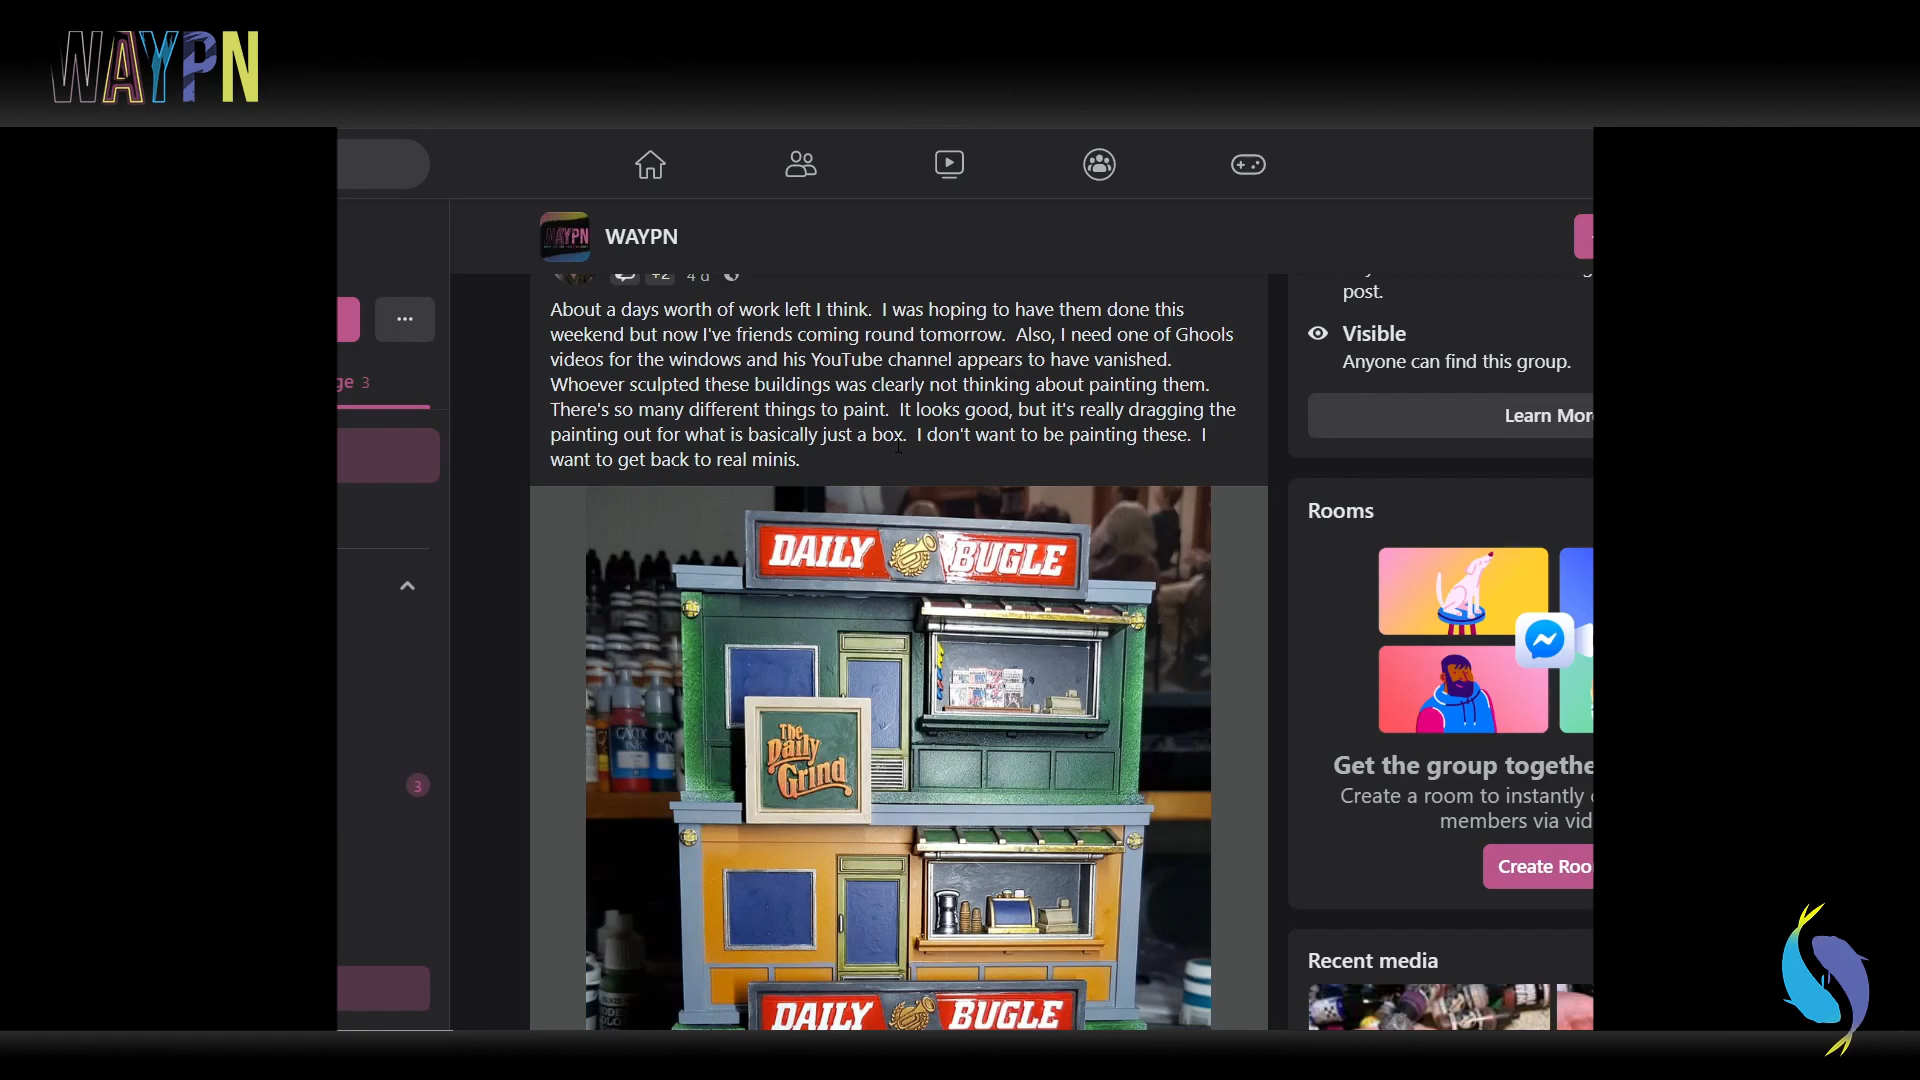 WAYPN
WAYPN
+2 4 d
About a days worth of work left I think. I was hoping to have them done this
weekend but now I've friends coming round tomorrow. Also, I need one of Ghools
videos for the windows and his YouTube channel appears to have vanished.
Whoever sculpted these buildings was clearly not thinking about painting them.
There's so many different things to paint. It looks good, but it's really dragging the
painting out for what is basically just a box. I don't want to be painting these. I
want to get back to real minis.
DAILY BUGLE
The
Daily
Grind
DAILY BUGLE
ge 3
3
post.
Visible
Anyone can find this group.
Learn Mor
Rooms
Get the group togethe
Create a room to instantly
members via vid
Create Roo
Recent media